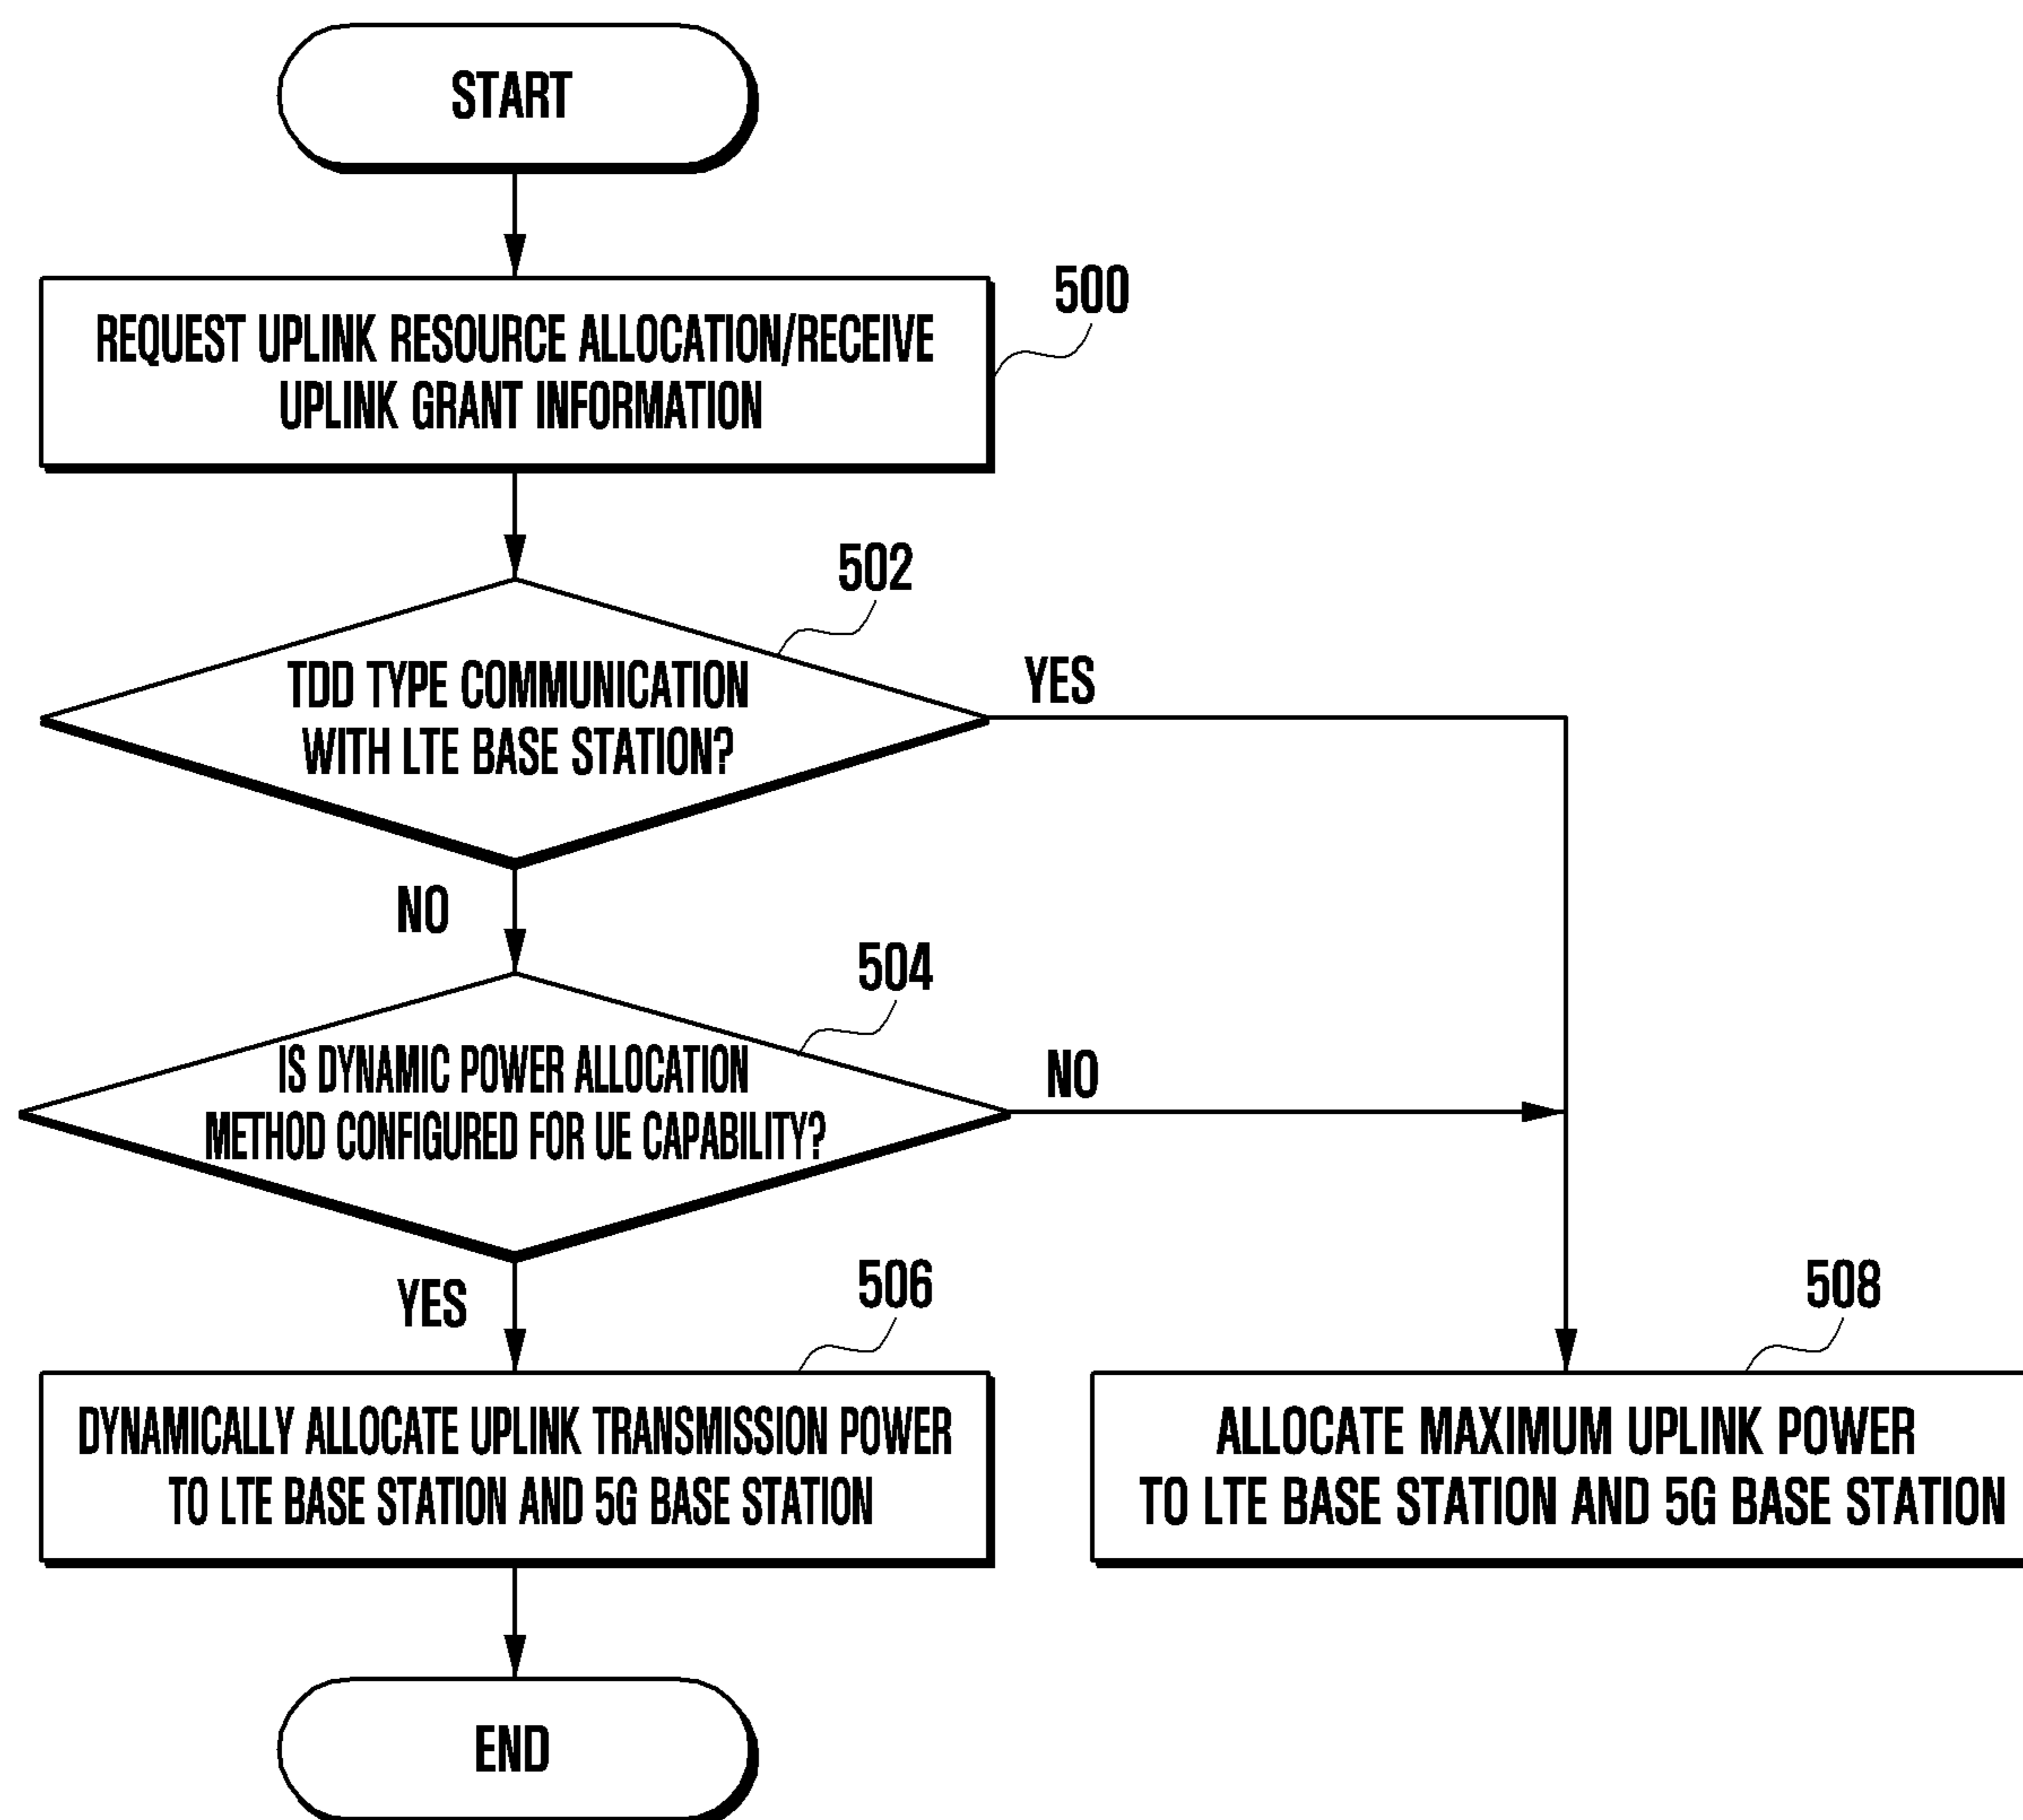 START
500
REQUEST UPLINK RESOURCE ALLOCATION/RECEIVE
UPLINK GRANT INFORMATION
502
TDD TYPE COMMUNICATION
WITH LTE BASE STATION?
YES
NO
504
IS DYNAMIC POWER ALLOCATION
METHOD CONFIGURED FOR UE CAPABILITY?
NO
YES
506
DYNAMICALLY ALLOCATE UPLINK TRANSMISSION POWER
TO LTE BASE STATION AND 5G BASE STATION
508
ALLOCATE MAXIMUM UPLINK POWER
TO LTE BASE STATION AND 5G BASE STATION
END